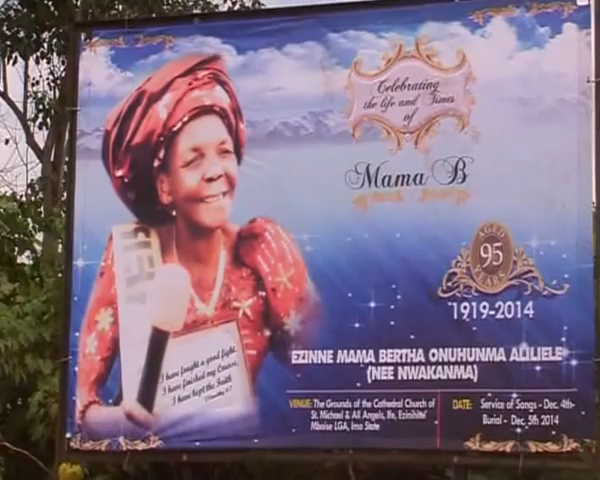 Celebrating
the life and Times
of
Mama B
AGED
95
YEARS
1919-2014
EZINNE MAMA BERTHA ONUHUNMA ALILIELE
(NEE NWAKANMA)
I have fought a good fight,
I have finished my Course,
I have kept the Faith
VENUE: The Grounds of the Cathedral Church of
St. Michael & All Angels, Ife, Ezinihitte
Mbaise LGA, Imo State
DATE: Service of Songs - Dec. 4th-
Burial - Dec. 5th 2014